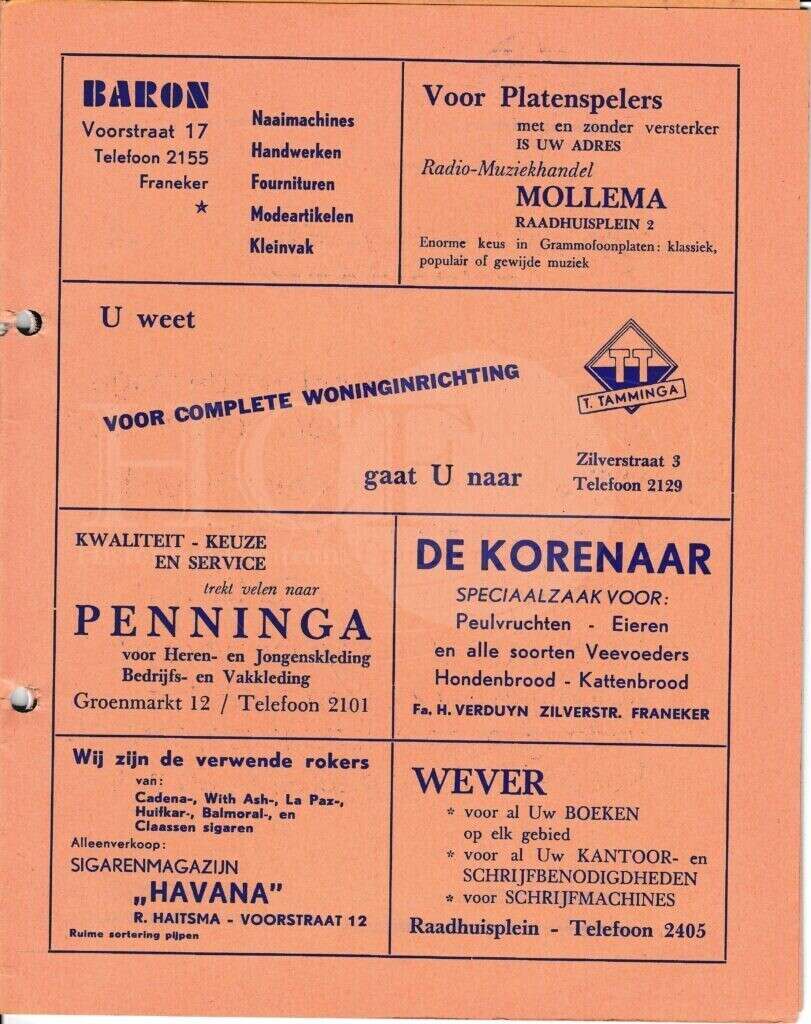 BARON
Voorstraat 17
Telefoon 2155
Franeker
*
Naaimachines
Handwerken
Fournituren
Modeartikelen
Kleinvak
Voor Platenspelers
met en zonder versterker
IS UW ADRES
Radio-Muziekhandel
MOLLEMA
RAADHUISPLEIN 2
Enorme keus in Grammofoonplaten: klassiek,
populair of gewijde muziek
U weet
VOOR COMPLETE WONINGINRICHTING
gaat U naar
TT
T. TAMMINGA
Zilverstraat 3
Telefoon 2129
KWALITEIT - KEUZE
EN SERVICE
trekt velen naar
PENNINGA
voor Heren- en Jongenskleding
Bedrijfs- en Vakkleding
Groenmarkt 12 / Telefoon 2101
DE KORENAAR
SPECIAALZAAK VOOR:
Peulvruchten - Eieren
en alle soorten Veevoeders
Hondenbrood - Kattenbrood
Fa. H. VERDUYN ZILVERSTR. FRANEKER
Wij zijn de verwende rokers
van:
Cadena-, With Ash-, La Paz-,
Huifkar-, Balmoral-, en
Claassen sigaren
Alleenverkoop:
SIGARENMAGAZIJN
„HAVANA"
R. HAITSMA - VOORSTRAAT 12
Ruime sortering pijpen
WEVER
* voor al Uw BOEKEN
op elk gebied
* voor al Uw KANTOOR- en
SCHRIJFBENODIGDHEDEN
* voor SCHRIJFMACHINES
Raadhuisplein - Telefoon 2405